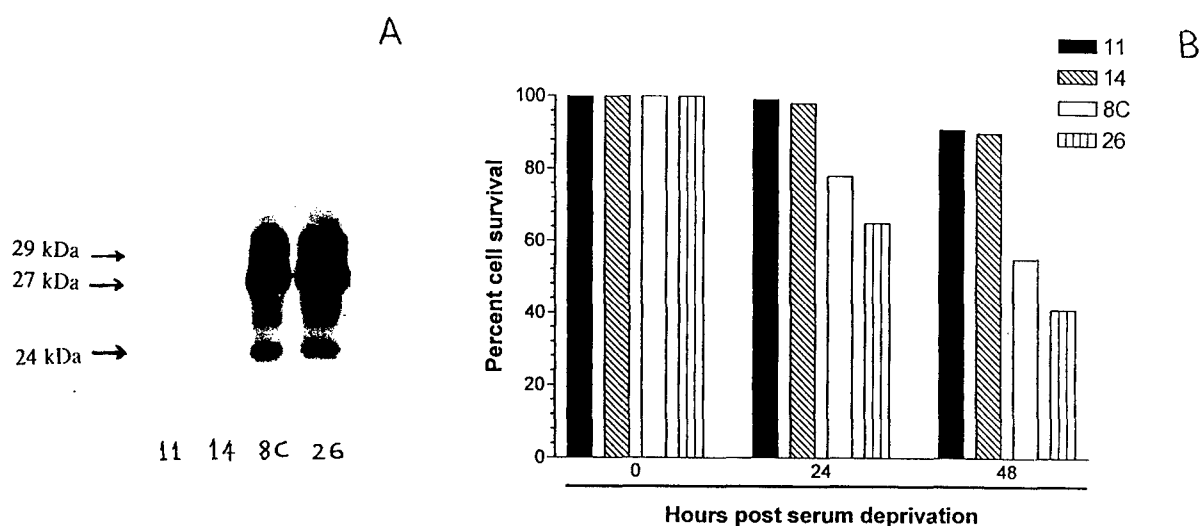 A
29 kDa →
27 kDa →
24 kDa →
11 14 8C 26
B
11
14
8C
26
Percent cell survival
100
80
60
40
20
0
0 24 48
Hours post serum deprivation